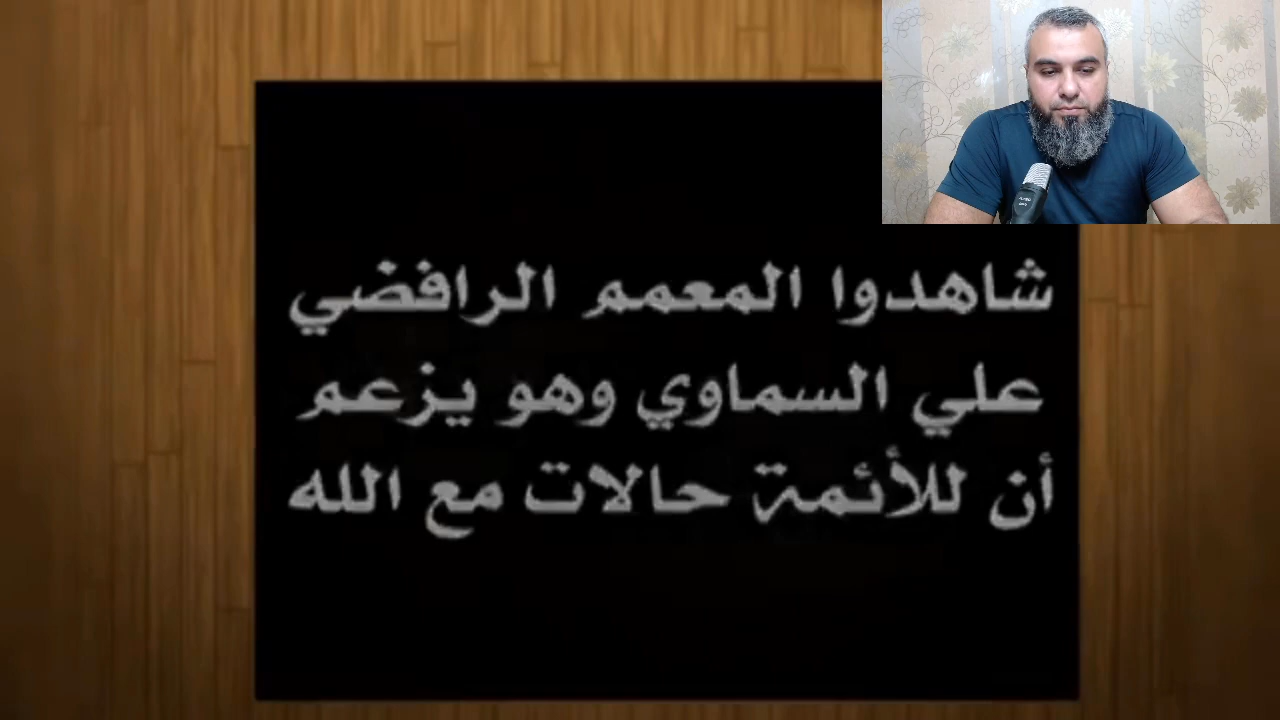 شاهدوا المعمم الرافضي
علي السماوي وهو يزعم
أن للأئمة حالات مع الله